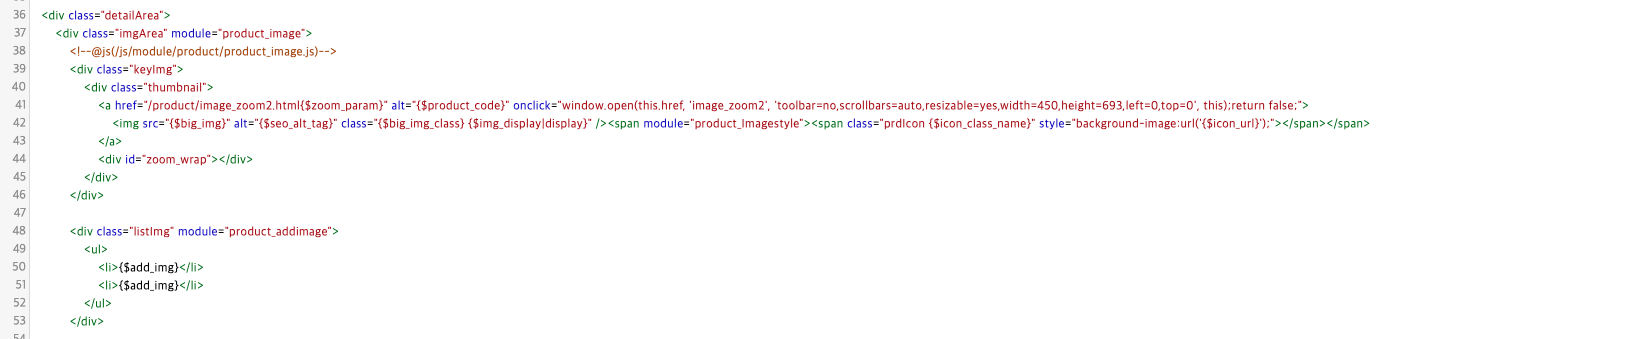 36 <div class="detailArea">
37 <div class="imgArea" module="product_image">
38 <!--@js(/js/module/product/product_image.js)-->
39 <div class="keyImg">
40 <div class="thumbnail">
41 <a href="/product/image_zoom2.html{$zoom_param}" alt="{$product_code}" onclick="window.open(this.href, 'image_zoom2', 'toolbar=no,scrollbars=auto,resizable=yes,width=450,height=693,left=0,top=0', this);return false;">
42 <img src="{$big_img}" alt="{$seo_alt_tag}" class="{$big_img_class} {$img_display|display}" /><span module="product_Imagestyle"><span class="prdIcon {$icon_class_name}" style="background-image:url('{$icon_url}');"></span></span>
43 </a>
44 <div id="zoom_wrap"></div>
45 </div>
46 </div>
47
48 <div class="listImg" module="product_addimage">
49 <ul>
50 <li>{$add_img}</li>
51 <li>{$add_img}</li>
52 </ul>
53 </div>